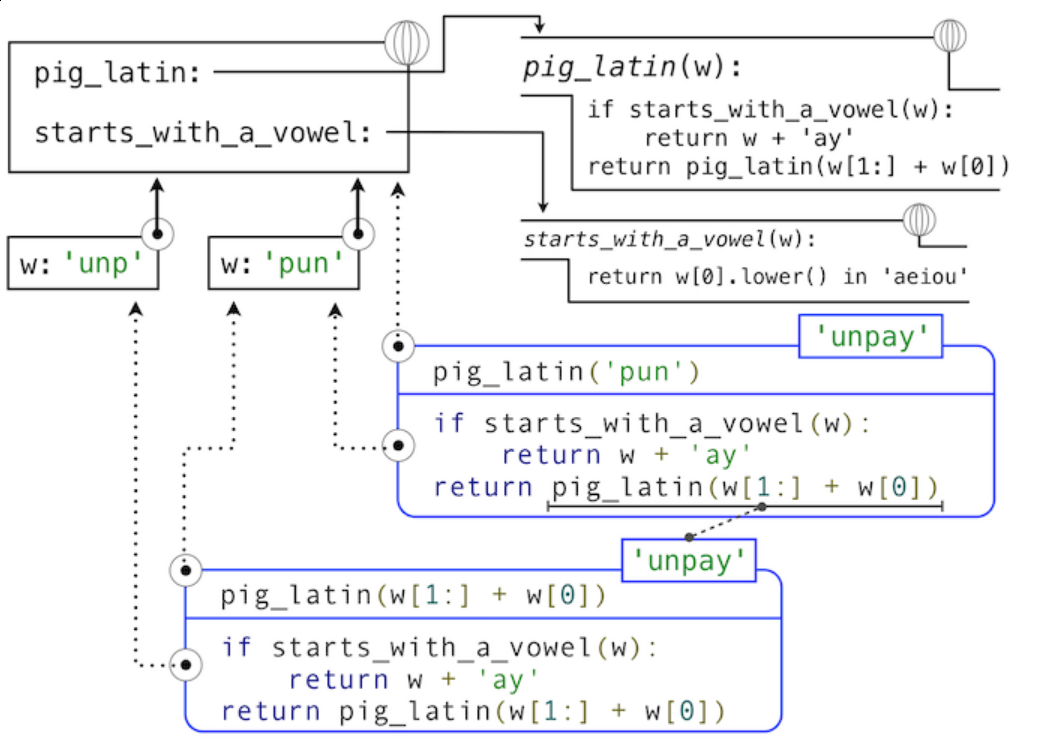 pig_latin:
starts_with_a_vowel:
pig_latin(w):
if starts_with_a_vowel(w):
    return w + 'ay'
return pig_latin(w[1:] + w[0])
w: 'unp'
w: 'pun'
starts_with_a_vowel(w):
return w[0].lower() in 'aeiou'
'unpay'
pig_latin('pun')
if starts_with_a_vowel(w):
    return w + 'ay'
return pig_latin(w[1:] + w[0])
'unpay'
pig_latin(w[1:] + w[0])
if starts_with_a_vowel(w):
    return w + 'ay'
return pig_latin(w[1:] + w[0])